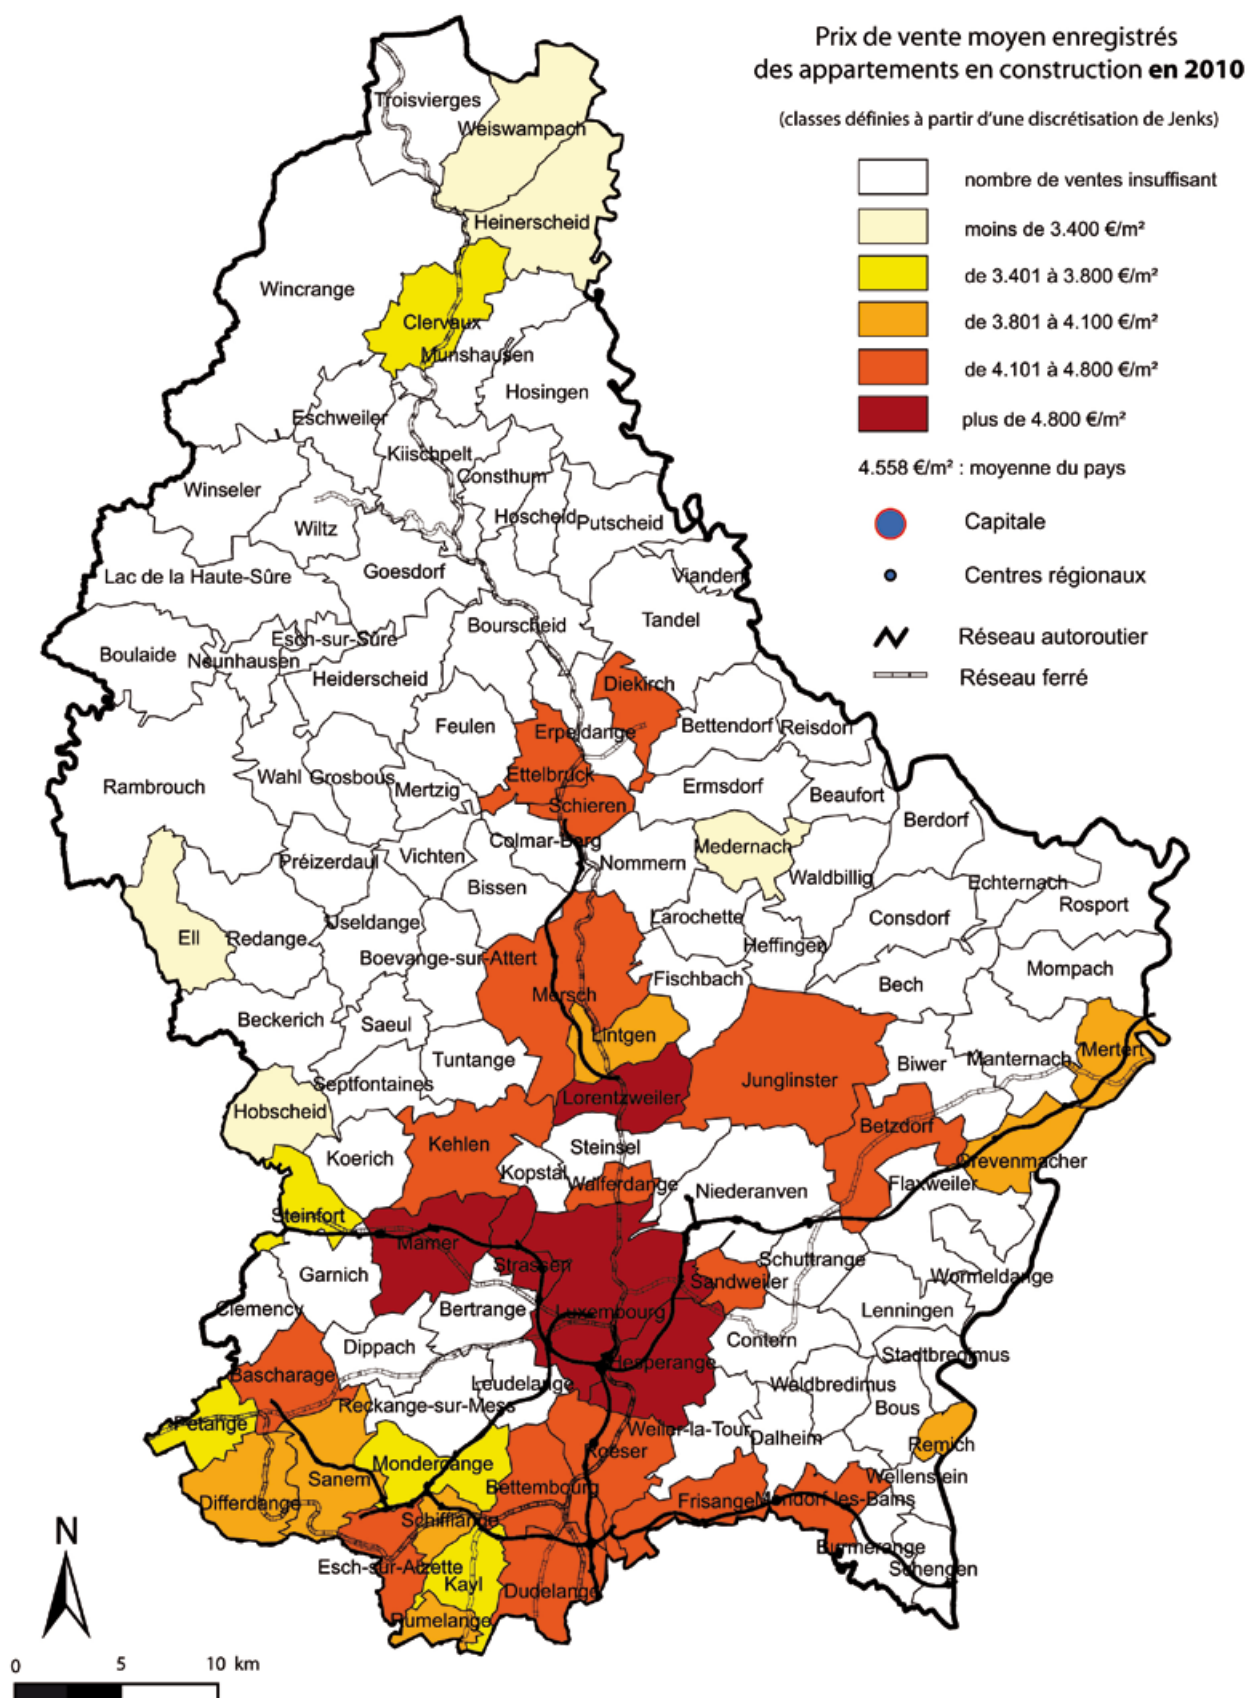 Prix de vente moyen enregistrés
des appartements en construction en 2010
(classes définies à partir d'une discrétisation de Jenks)
nombre de ventes insuffisant
moins de 3.400 €/m²
de 3.401 à 3.800 €/m²
de 3.801 à 4.100 €/m²
de 4.101 à 4.800 €/m²
plus de 4.800 €/m²
4.558 €/m² : moyenne du pays
Capitale
Centres régionaux
Réseau autoroutier
Réseau ferré
Troisvierges
Weiswampach
Heinerscheid
Wincrange
Clervaux
Munshausen
Hosingen
Eschweiler
Kiischpelt
Consthum
Winseler
Wiltz
Hoscheid
Putscheid
Lac de la Haute-Sûre
Goesdorf
Vianden
Tandel
Bourscheid
Esch-sur-Sûre
Boulaide
Neunhausen
Heiderscheid
Diekirch
Feulen
Erpeldange
Bettendorf
Reisdorf
Rambrouch
Wahl
Grosbous
Mertzig
Ettelbruck
Ermsdorf
Beaufort
Schieren
Berdorf
Colmar-Berg
Medernach
Préizerdaul
Vichten
Nommern
Waldbillig
Bissen
Echternach
Rosport
Useldange
Larochette
Consdorf
Ell
Redange
Heffingen
Boevange-sur-Attert
Mompach
Fischbach
Bech
Mersch
Beckerich
Saeul
Lintgen
Mertert
Tuntange
Biwer
Manternach
Septfontaines
Junglinster
Lorentzweiler
Hobscheid
Betzdorf
Kehlen
Steinsel
Koerich
Grevenmacher
Kopstal
Walferdange
Niederanven
Flaxweiler
Steinfort
Mamer
Strassen
Schuttrange
Garnich
Sandweiler
Wormeldange
Clemency
Bertrange
Luxembourg
Lenningen
Contern
Dippach
Stadtbredimus
Hesperange
Bascharage
Leudelange
Waldbredimus
Reckange-sur-Mess
Bous
Pétange
Weiler-la-Tour
Dalheim
Remich
Roeser
Mondercange
Sanem
Wellenstein
Bettembourg
Differdange
Frisange
Mondorf-les-Bains
Schifflange
Burmerange
Esch-sur-Alzette
Schengen
Kayl
Dudelange
Rumelange
N
0 5 10 km